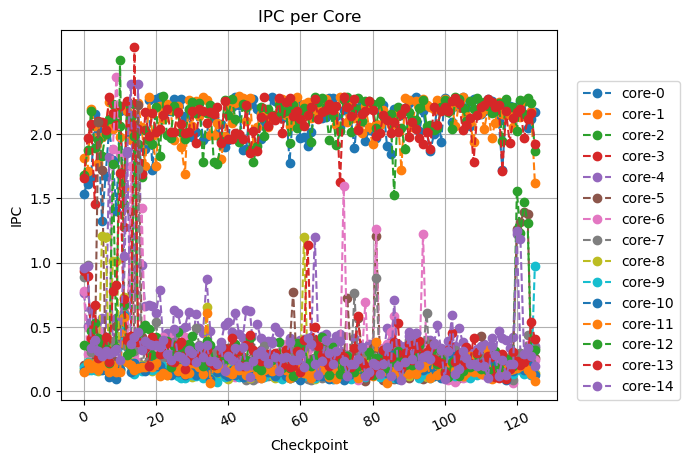 IPC per Core
IPC
2.5
2.0
1.5
1.0
0.5
0.0
0
20
40
60
80
100
120
Checkpoint
core-0
core-1
core-2
core-3
core-4
core-5
core-6
core-7
core-8
core-9
core-10
core-11
core-12
core-13
core-14